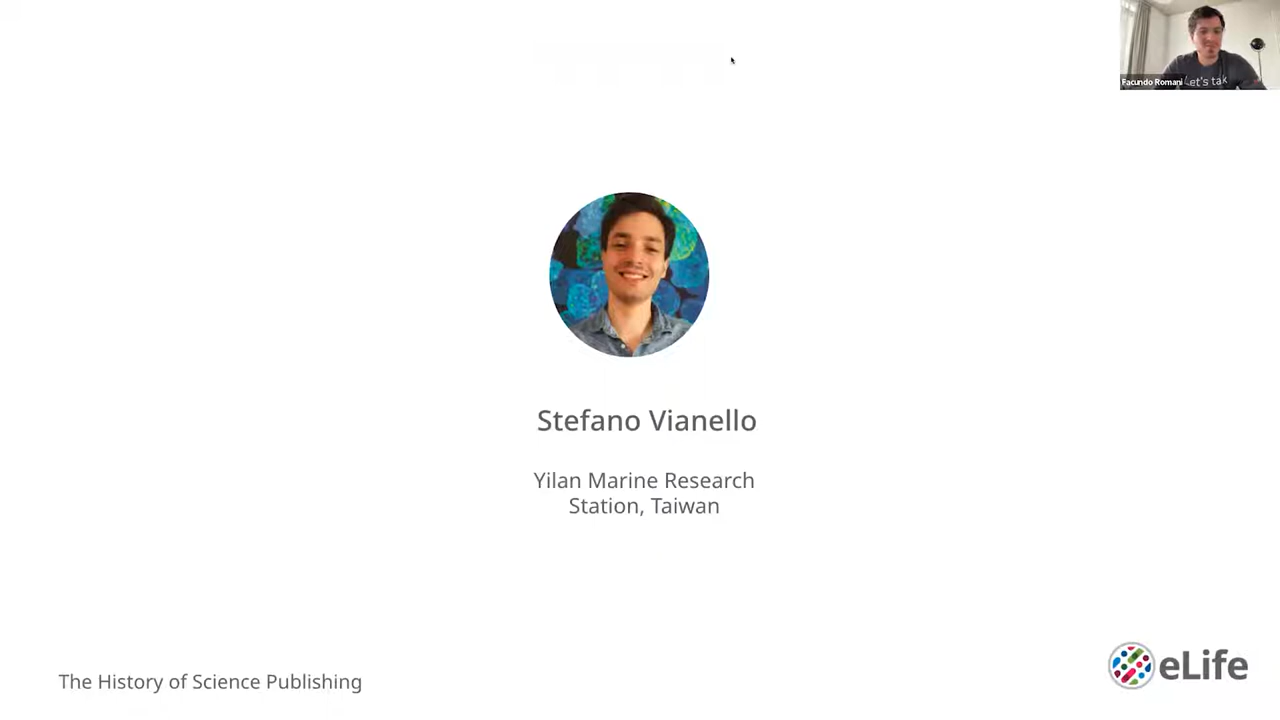 Facundo Romani
Let's tak
Stefano Vianello
Yilan Marine Research
Station, Taiwan
The History of Science Publishing
eLife